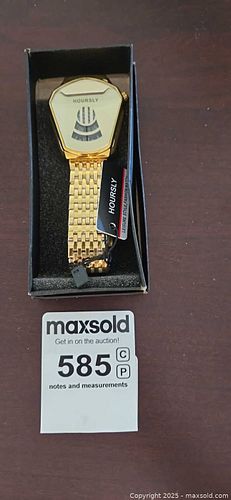 HOURSLY
HOURSLY
maxsold
Get in on the auction!
585
C
P
notes and measurements
Copyright © 2025 - maxsold.com